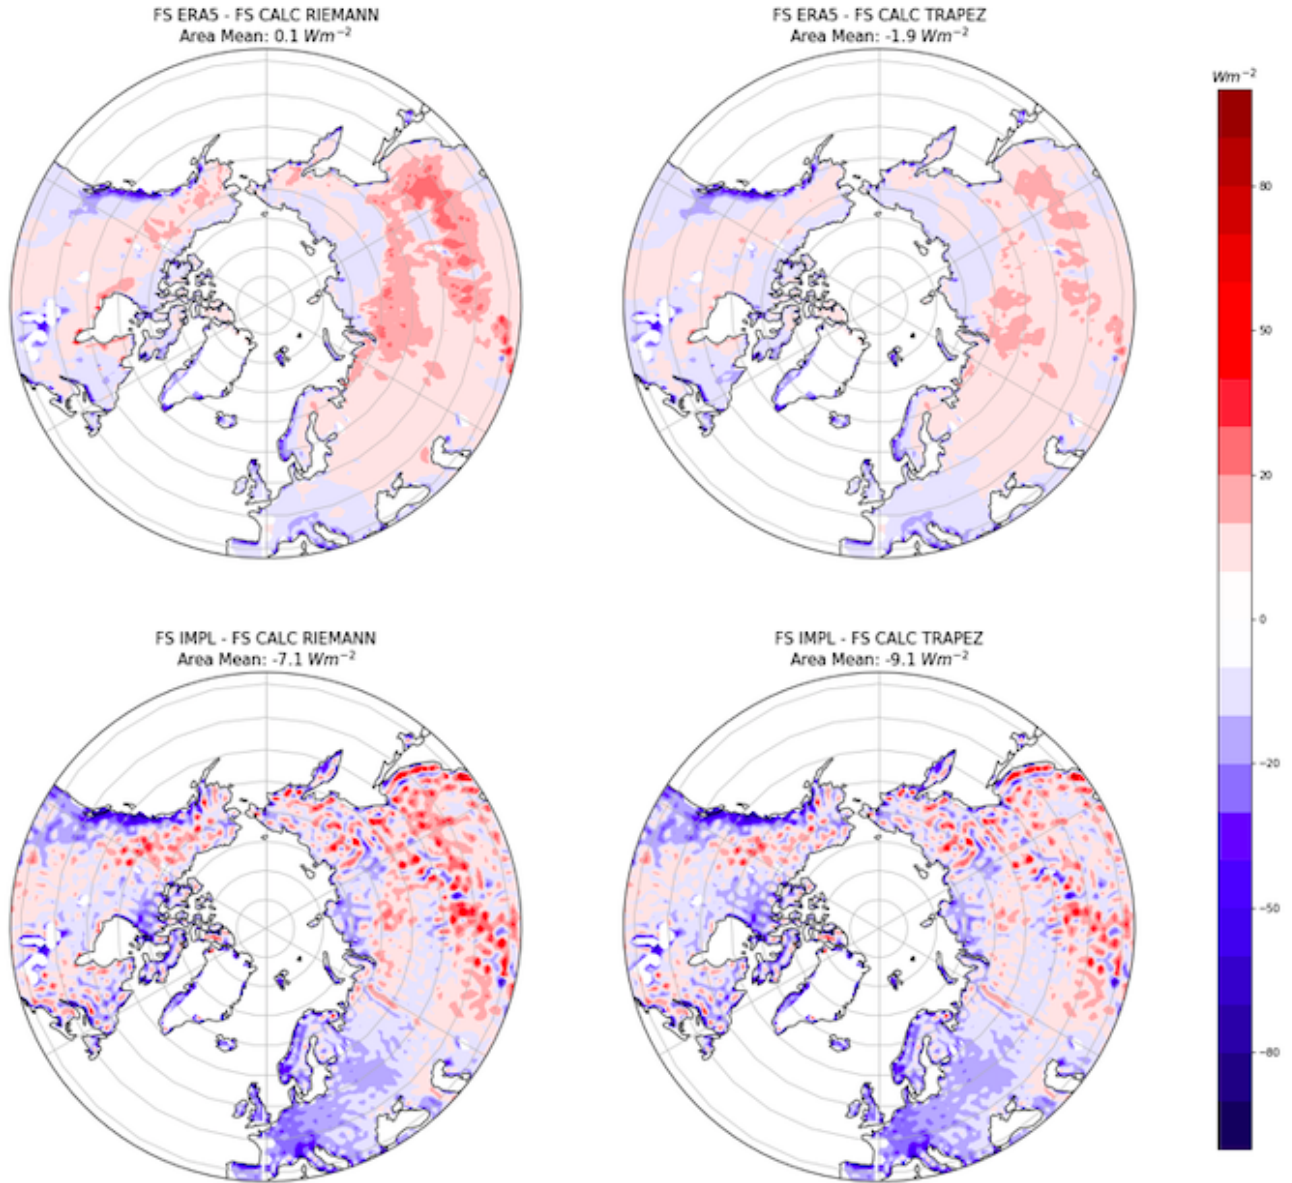 FS ERA5 - FS CALC RIEMANN
Area Mean: 0.1 Wm⁻²
FS ERA5 - FS CALC TRAPEZ
Area Mean: -1.9 Wm⁻²
Wm⁻²
80
50
20
0
−20
−50
−80
FS IMPL - FS CALC RIEMANN
Area Mean: -7.1 Wm⁻²
FS IMPL - FS CALC TRAPEZ
Area Mean: -9.1 Wm⁻²